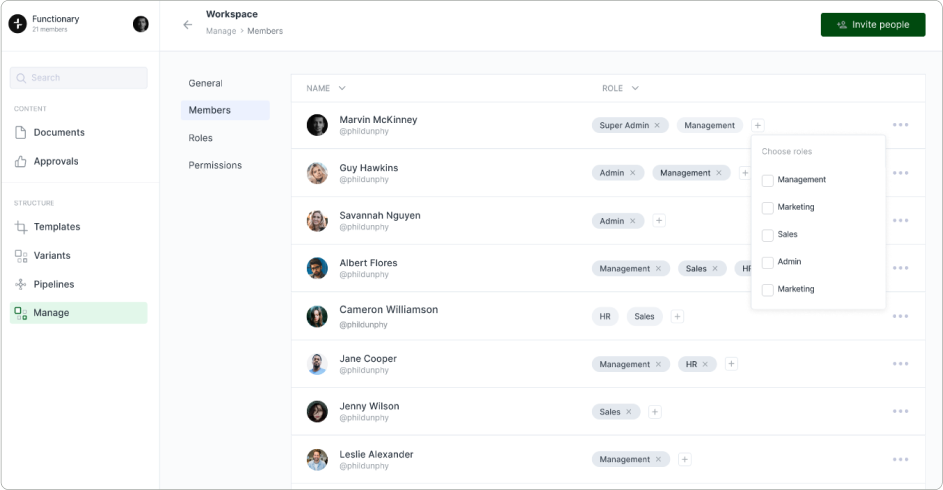 Functionary
21 members
Workspace
Manage > Members
Invite people
Search
CONTENT
Documents
Approvals
STRUCTURE
Templates
Variants
Pipelines
Manage
General
Members
Roles
Permissions
NAME ROLE
Marvin McKinney
@phildunphy
Super Admin × Management +
Guy Hawkins
@phildunphy
Admin × Management × +
Savannah Nguyen
@phildunphy
Admin × +
Albert Flores
@phildunphy
Management × Sales ×
Cameron Williamson
@phildunphy
HR Sales +
Jane Cooper
@phildunphy
Management × HR × +
Jenny Wilson
@phildunphy
Sales × +
Leslie Alexander
@phildunphy
Management × +
Choose roles
Management
Marketing
Sales
Admin
Marketing